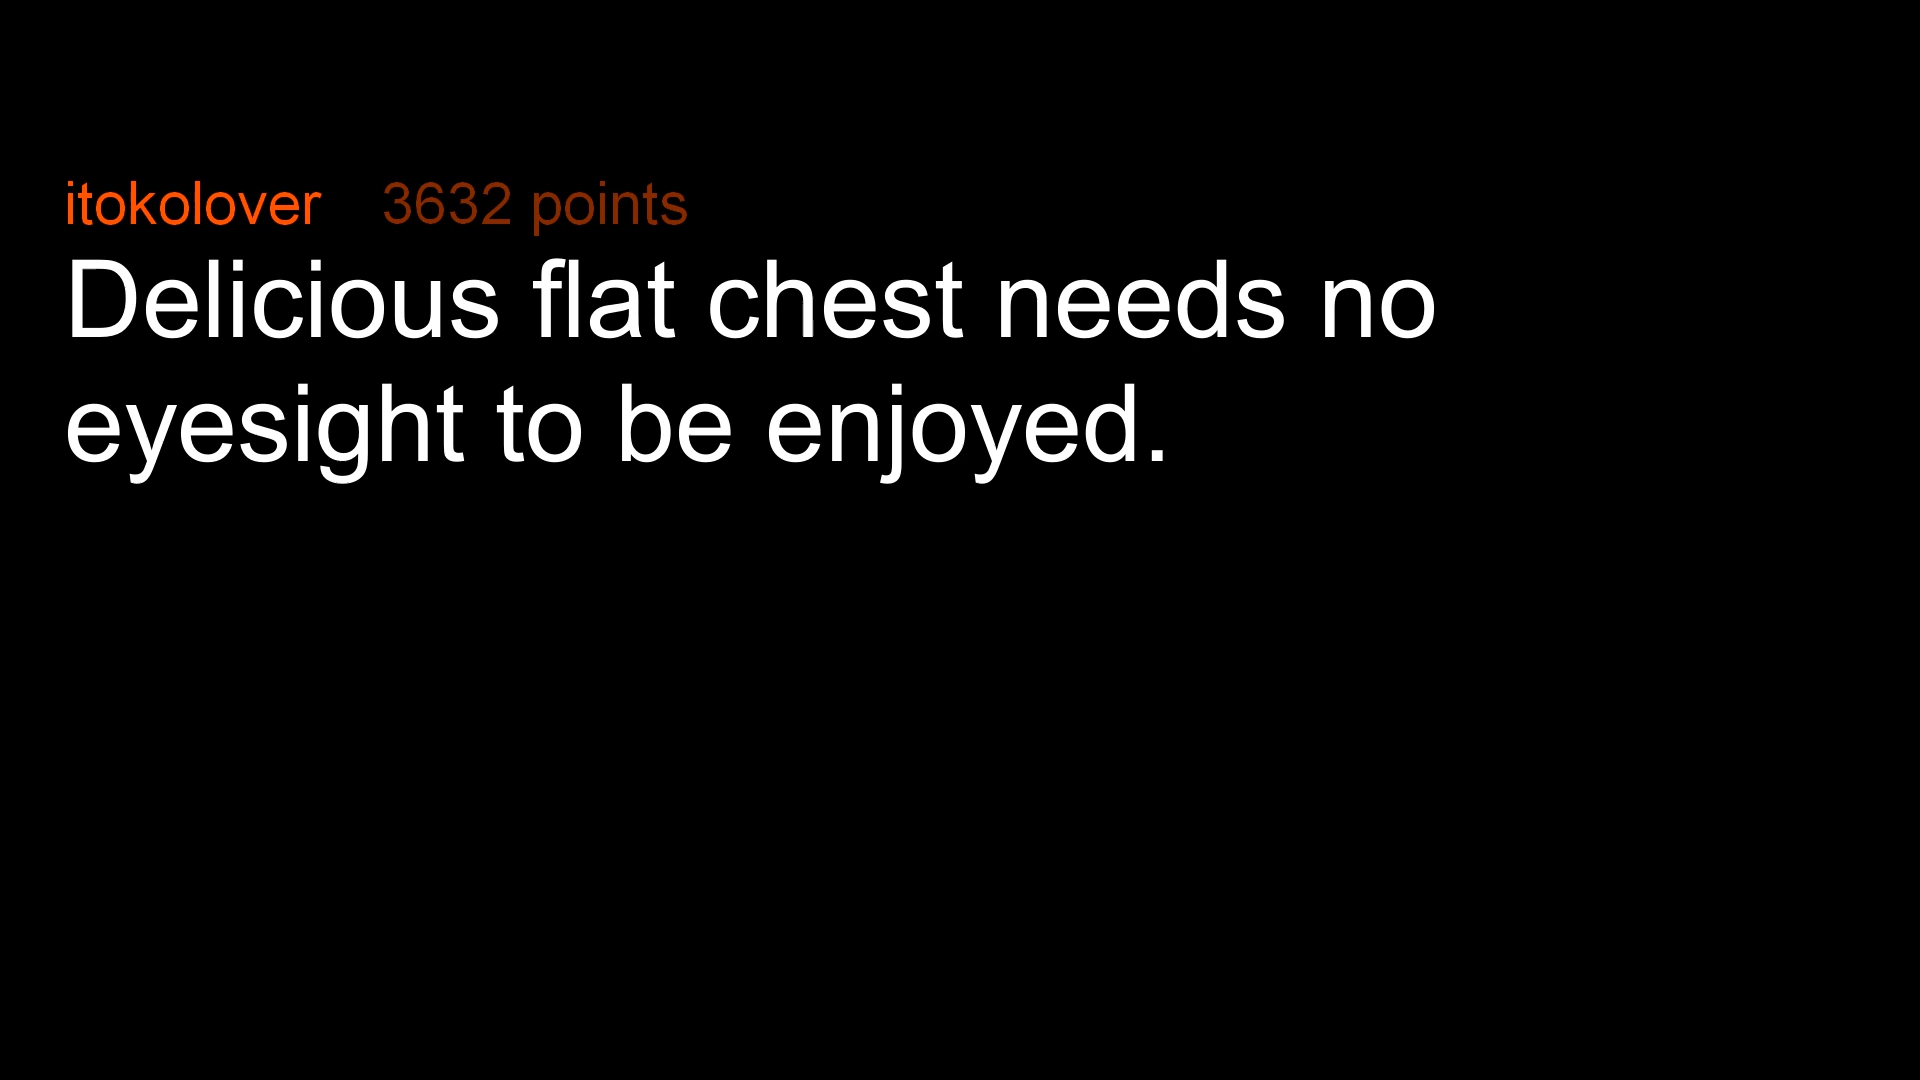 itokolover 3632 points
Delicious flat chest needs no
eyesight to be enjoyed.